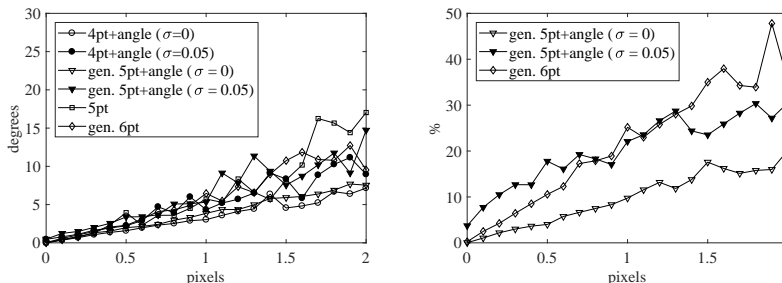 30
25
20
15
10
5
0
degrees
4pt+angle (σ=0)
4pt+angle (σ=0.05)
gen. 5pt+angle (σ = 0)
gen. 5pt+angle (σ = 0.05)
5pt
gen. 6pt
0 0.5 1 1.5 2
pixels
50
40
30
20
10
0
%
gen. 5pt+angle (σ = 0)
gen. 5pt+angle (σ = 0.05)
gen. 6pt
0 0.5 1 1.5
pixels